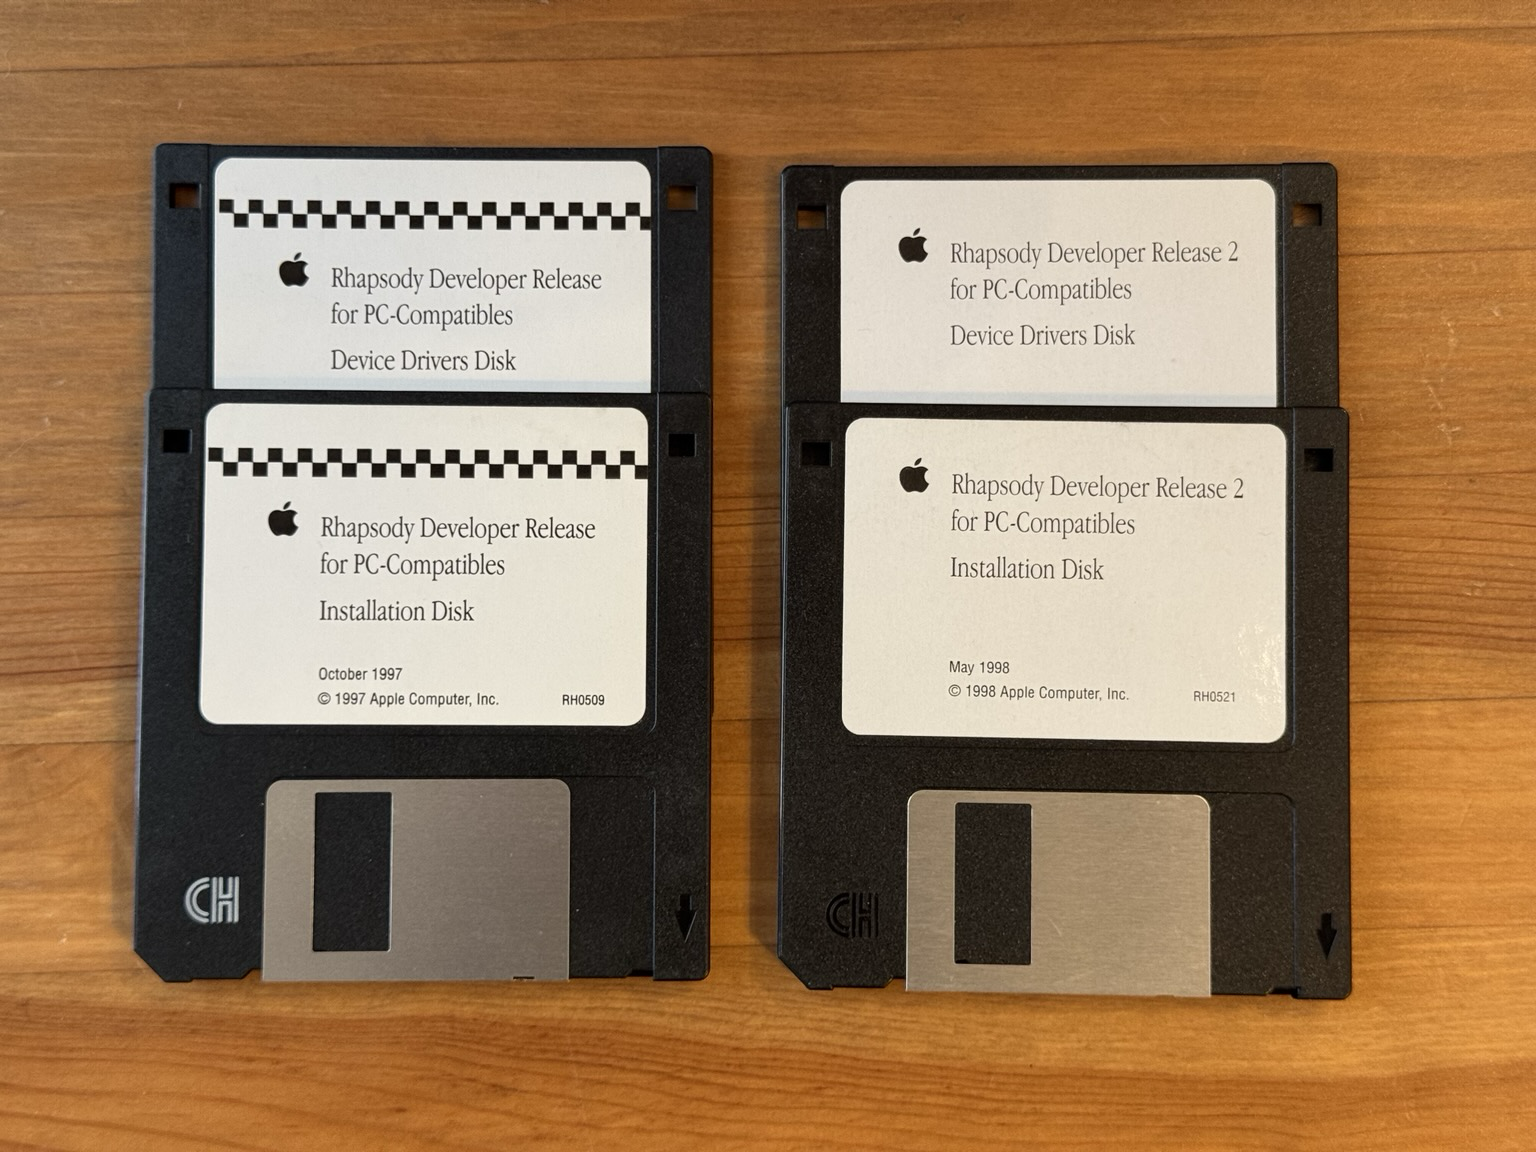 Rhapsody Developer Release
for PC-Compatibles
Device Drivers Disk
Rhapsody Developer Release
for PC-Compatibles
Installation Disk
October 1997
© 1997 Apple Computer, Inc.
RH0509
CH
Rhapsody Developer Release 2
for PC-Compatibles
Device Drivers Disk
Rhapsody Developer Release 2
for PC-Compatibles
Installation Disk
May 1998
© 1998 Apple Computer, Inc.
RH0521
CH